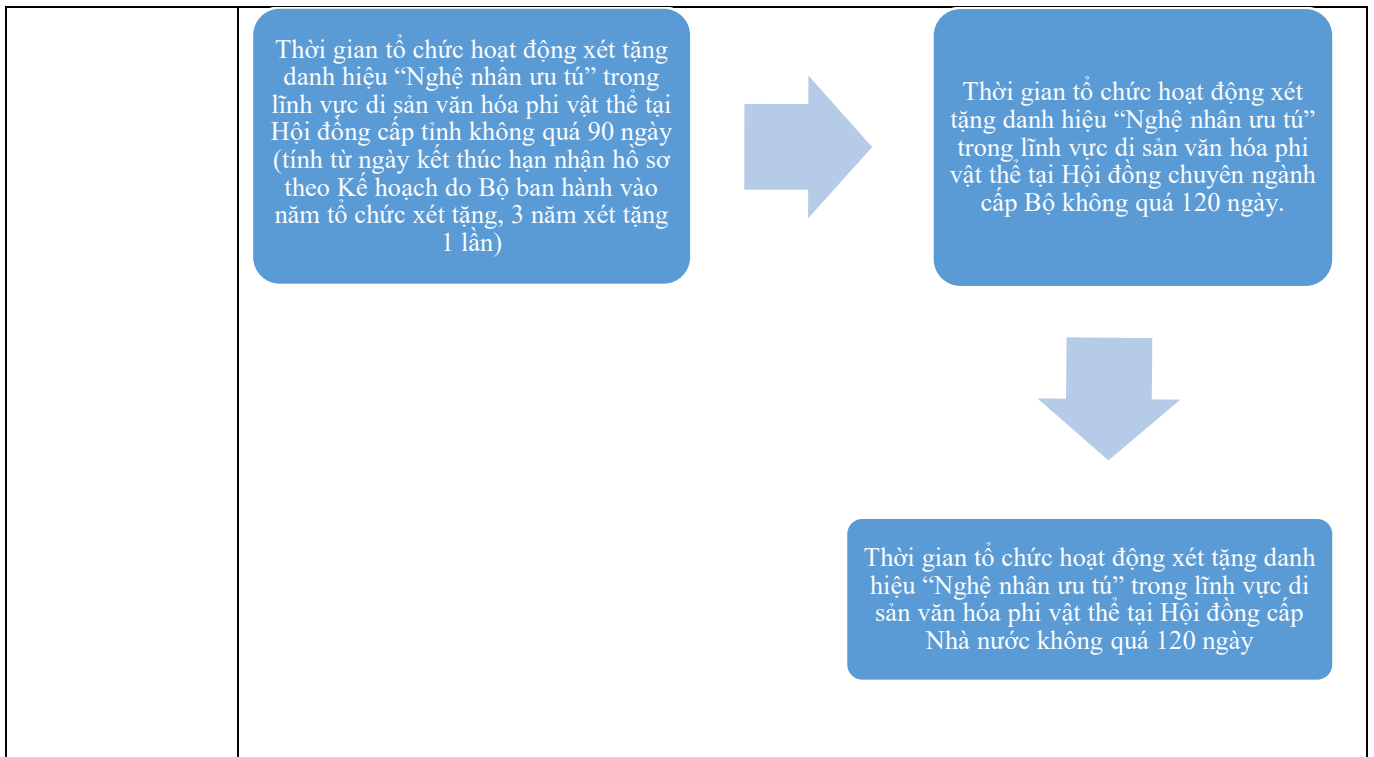 Thời gian tổ chức hoạt động xét tặng
danh hiệu “Nghệ nhân ưu tú” trong
lĩnh vực di sản văn hóa phi vật thể tại
Hội đồng cấp tỉnh không quá 90 ngày
(tính từ ngày kết thúc hạn nhận hồ sơ
theo Kế hoạch do Bộ ban hành vào
năm tổ chức xét tặng, 3 năm xét tặng
1 lần)
Thời gian tổ chức hoạt động xét
tặng danh hiệu “Nghệ nhân ưu tú”
trong lĩnh vực di sản văn hóa phi
vật thể tại Hội đồng chuyên ngành
cấp Bộ không quá 120 ngày.
Thời gian tổ chức hoạt động xét tặng danh
hiệu “Nghệ nhân ưu tú” trong lĩnh vực di
sản văn hóa phi vật thể tại Hội đồng cấp
Nhà nước không quá 120 ngày